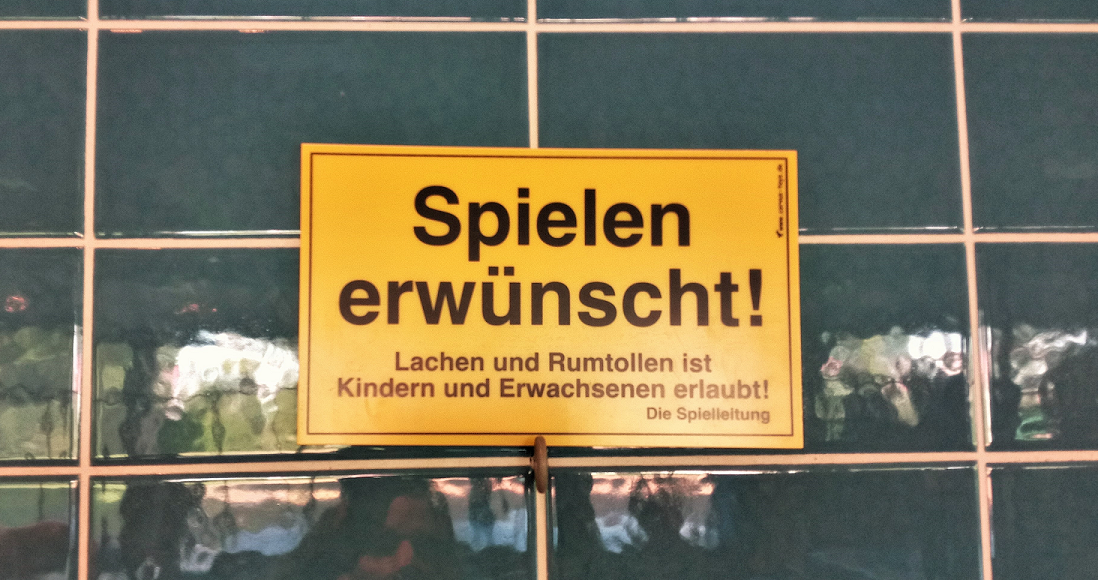 Spielen
erwünscht!
Lachen und Rumtollen ist
Kindern und Erwachsenen erlaubt!
Die Spielleitung